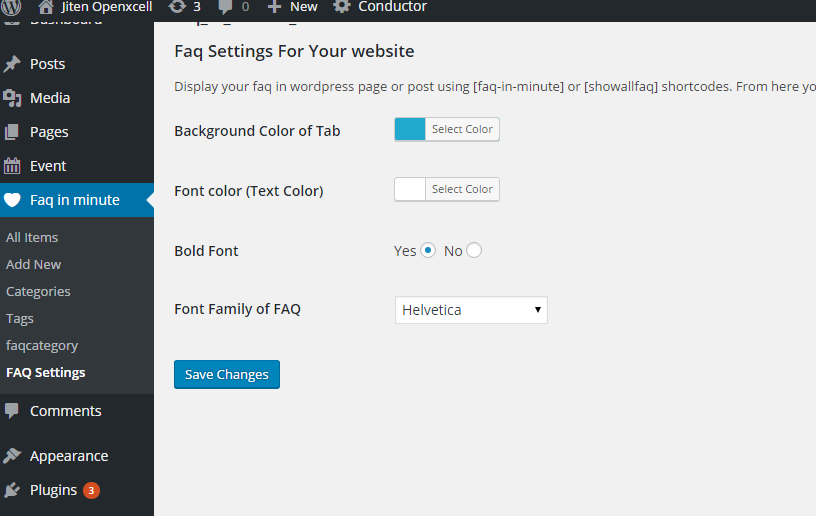 Jiten Openxcell 3 0 New Conductor
Dashboard
Posts
Media
Pages
Event
Faq in minute
All Items
Add New
Categories
Tags
faqcategory
FAQ Settings
Comments
Appearance
Plugins 3
Faq Settings For Your website
Display your faq in wordpress page or post using [faq-in-minute] or [showallfaq] shortcodes. From here yo
Background Color of Tab Select Color
Font color (Text Color) Select Color
Bold Font Yes No
Font Family of FAQ Helvetica
Save Changes